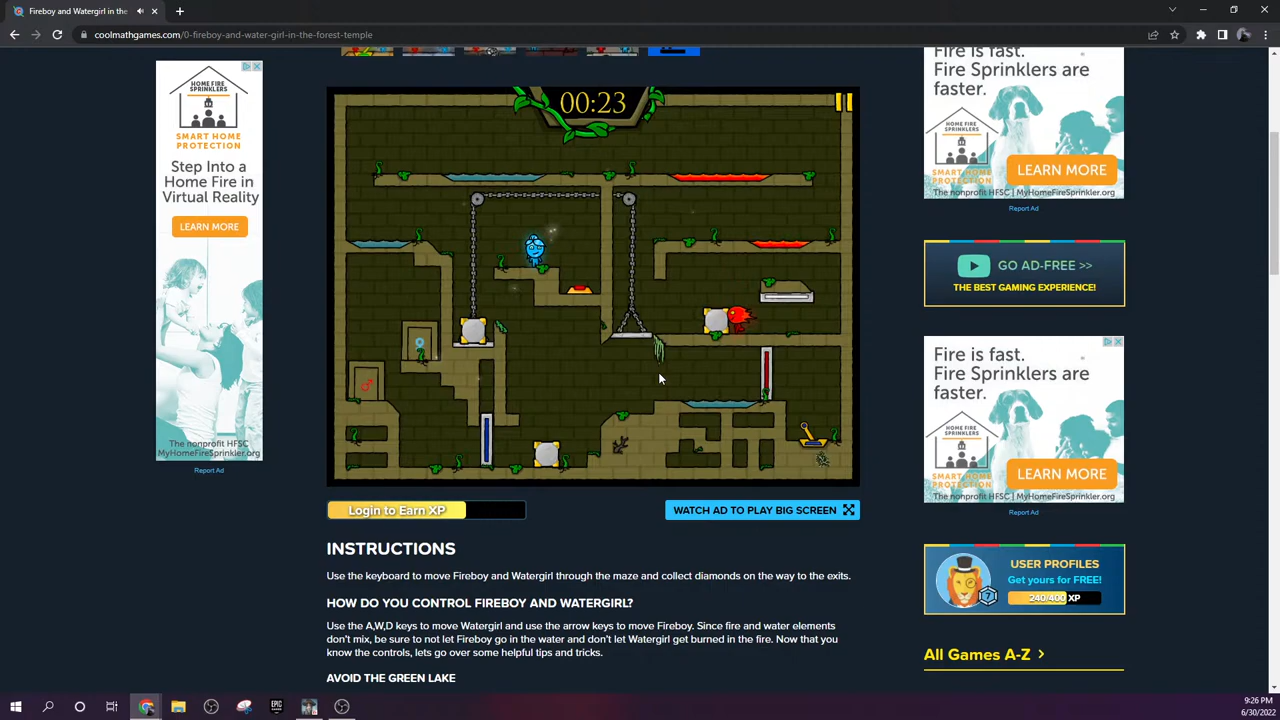 Fireboy and Watergirl in the
coolmathgames.com/0-fireboy-and-water-girl-in-the-forest-temple
HOME FIRE
SPRINKLERS
SMART HOME
PROTECTION
Step Into a
Home Fire in
Virtual Reality
LEARN MORE
The nonprofit HFSC
MyHomeFireSprinkler.org
Report Ad
00:23
Login to Earn XP
WATCH AD TO PLAY BIG SCREEN
INSTRUCTIONS
Use the keyboard to move Fireboy and Watergirl through the maze and collect diamonds on the way to the exits.
HOW DO YOU CONTROL FIREBOY AND WATERGIRL?
Use the A,W,D keys to move Watergirl and use the arrow keys to move Fireboy. Since fire and water elements
don't mix, be sure to not let Fireboy go in the water and don't let Watergirl get burned in the fire. Now that you
know the controls, lets go over some helpful tips and tricks.
AVOID THE GREEN LAKE
Fire is fast.
Fire Sprinklers are
faster.
HOME FIRE
SPRINKLERS
LEARN MORE
The nonprofit HFSC | MyHomeFireSprinkler.org
Report Ad
GO AD-FREE >>
THE BEST GAMING EXPERIENCE!
Fire is fast.
Fire Sprinklers are
faster.
HOME FIRE
SPRINKLERS
LEARN MORE
The nonprofit HFSC | MyHomeFireSprinkler.org
Report Ad
USER PROFILES
Get yours for FREE!
240/400 XP
All Games A-Z >
EPIC
GAMES
9:26 PM
6/30/2022